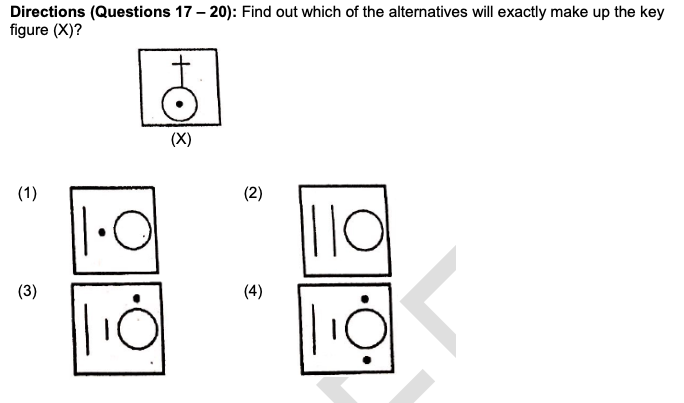 Directions (Questions 17 – 20): Find out which of the alternatives will exactly make up the key
figure (X)?
(X)
(1)
(2)
(3)
(4)